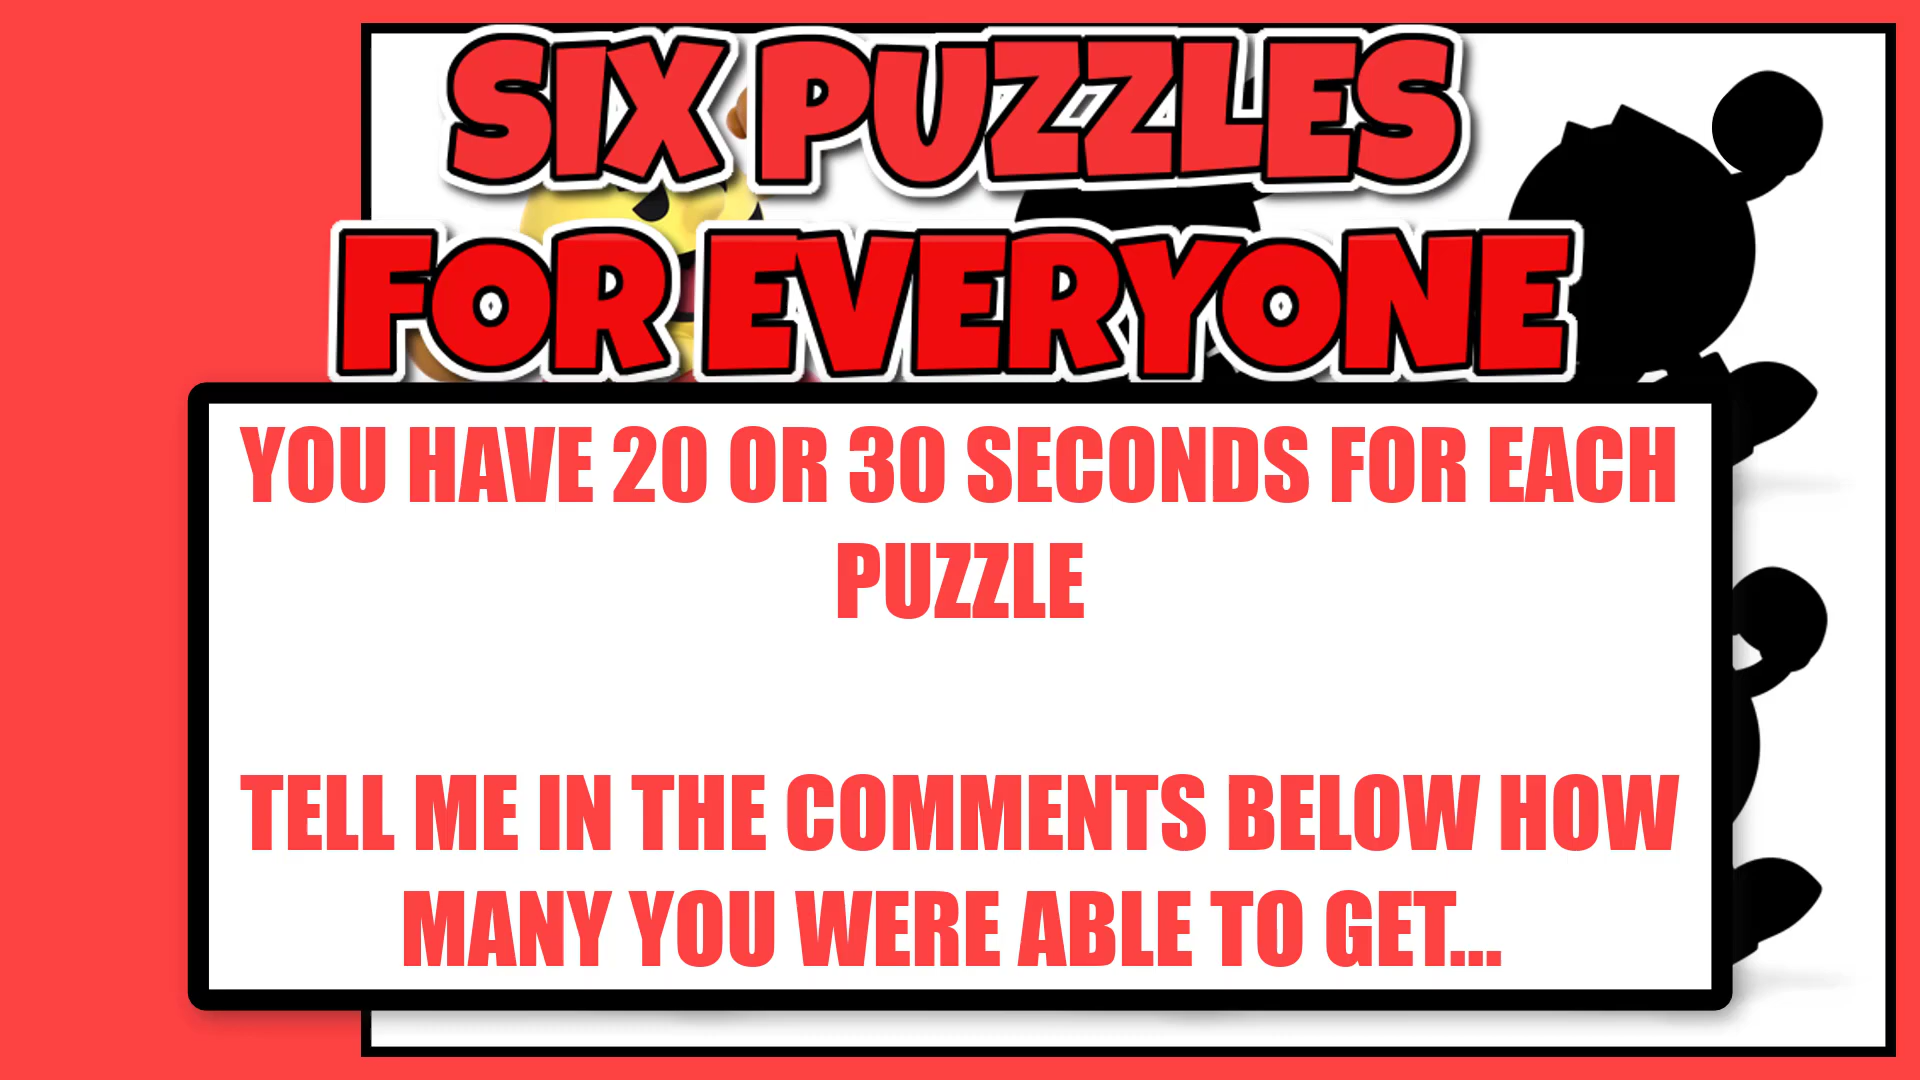 SIX PUZZLES
FOR EVERYONE
YOU HAVE 20 OR 30 SECONDS FOR EACH
PUZZLE
TELL ME IN THE COMMENTS BELOW HOW
MANY YOU WERE ABLE TO GET...